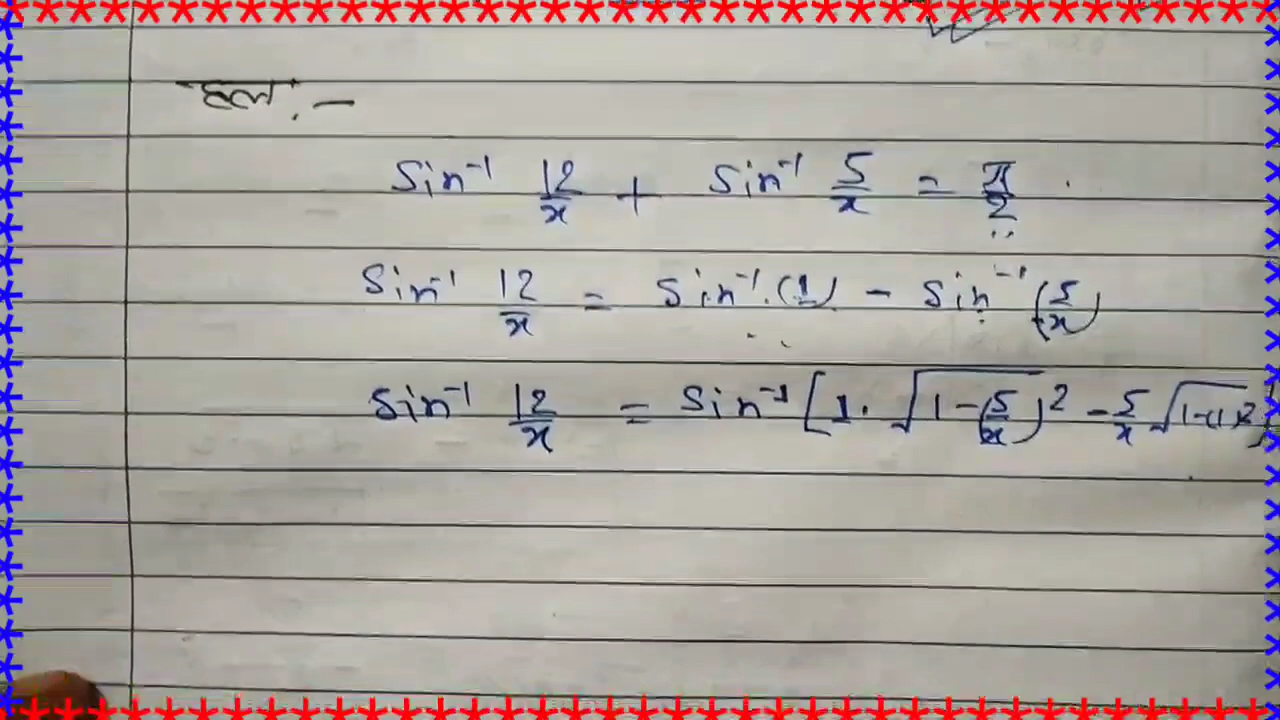 हल :-
Sin⁻¹ 12/x + Sin⁻¹ 5/x = π/2
Sin⁻¹ 12/x = Sin⁻¹ (1) - Sin⁻¹ (5/x)
Sin⁻¹ 12/x = Sin⁻¹ [1. √(1-(5/x)²) - 5/x √(1-(1)²)]